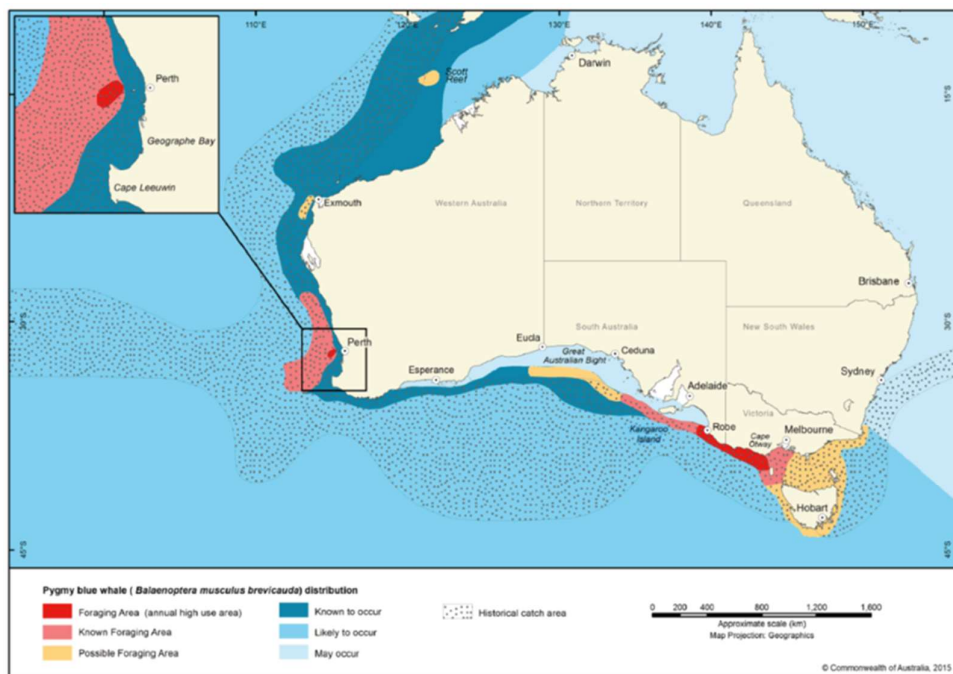 110°E
120°E
130°E
140°E
150°E
Perth
Geographe Bay
Cape Leeuwin
Scott
Reef
Darwin
15°S
15°S
Exmouth
Western Australia
Northern Territory
Queensland
Brisbane
30°S
30°S
South Australia
New South Wales
Eucla
Great
Australian Bight
Ceduna
Perth
Esperance
Sydney
Adelaide
Victoria
Kangaroo
Island
Robe
Cape
Otway
Melbourne
Hobart
45°S
45°S
Pygmy blue whale ( Balaenoptera musculus brevicauda) distribution
Foraging Area (annual high use area)
Known to occur
Historical catch area
Known Foraging Area
Likely to occur
Possible Foraging Area
May occur
0 200 400 800 1,200 1,600
Approximate scale (km)
Map Projection: Geographics
© Commonwealth of Australia, 2015